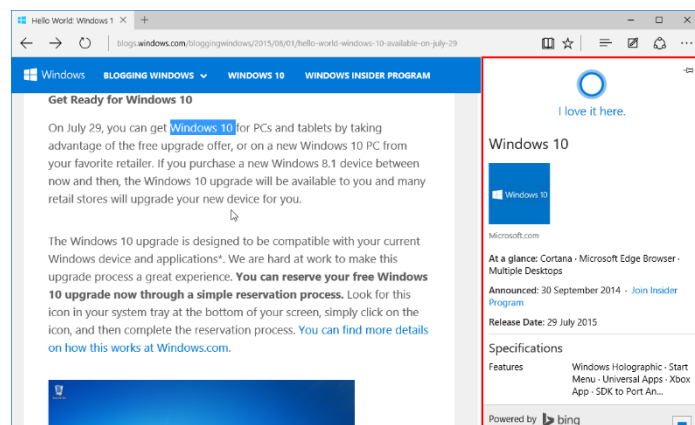 Hello World: Windows 1
blogs.windows.com/bloggingwindows/2015/06/01/hello-world-windows-10-available-on-july-29
Windows BLOGGING WINDOWS WINDOWS 10 WINDOWS INSIDER PROGRAM
Get Ready for Windows 10
On July 29, you can get Windows 10 for PCs and tablets by taking
advantage of the free upgrade offer, or on a new Windows 10 PC from
your favorite retailer. If you purchase a new Windows 8.1 device between
now and then, the Windows 10 upgrade will be available to you and many
retail stores will upgrade your new device for you.
The Windows 10 upgrade is designed to be compatible with your current
Windows device and applications*. We are hard at work to make this
upgrade process a great experience. You can reserve your free Windows
10 upgrade now through a simple reservation process. Look for this
icon in your system tray at the bottom of your screen, simply click on the
icon, and then complete the reservation process. You can find more details
on how this works at Windows.com.
I love it here.
Windows 10
Windows 10
Microsoft.com
At a glance: Cortana · Microsoft Edge Browser ·
Multiple Desktops
Announced: 30 September 2014 · Join Insider
Program
Release Date: 29 July 2015
Specifications
Features Windows Holographic · Start
Menu · Universal Apps · Xbox
App · SDK to Port An...
Powered by bing